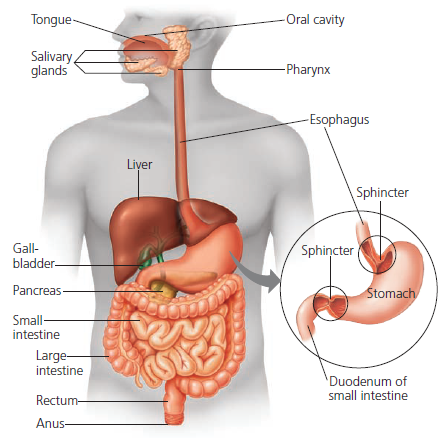 Tongue
Oral cavity
Salivary
glands
Pharynx
Esophagus
Liver
Sphincter
Gall-
bladder
Sphincter
Pancreas
Stomach
Small
intestine
Large
intestine
Duodenum of
small intestine
Rectum
Anus